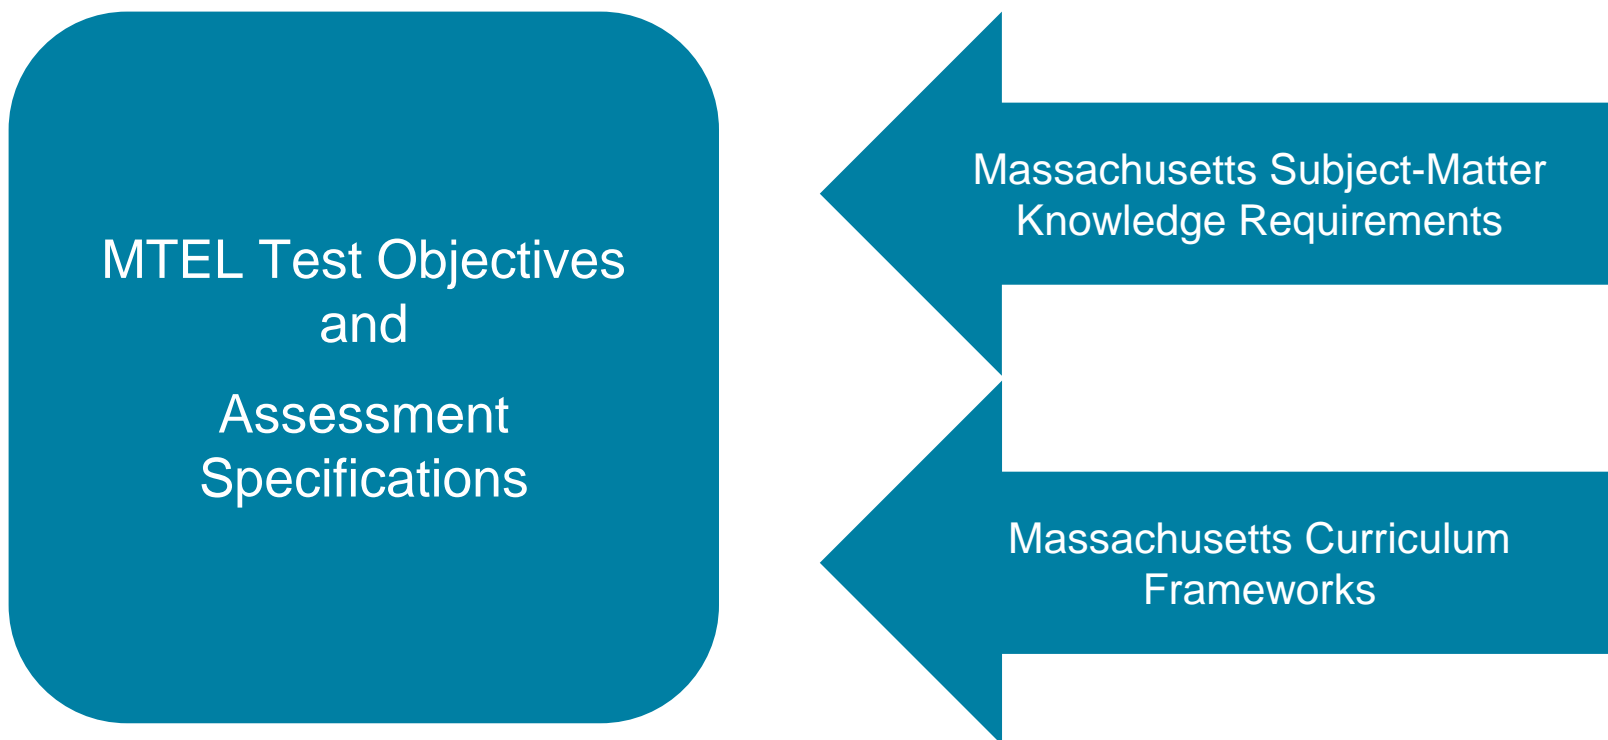 MTEL Test Objectives
and
Assessment
Specifications
Massachusetts Subject-Matter
Knowledge Requirements
Massachusetts Curriculum
Frameworks